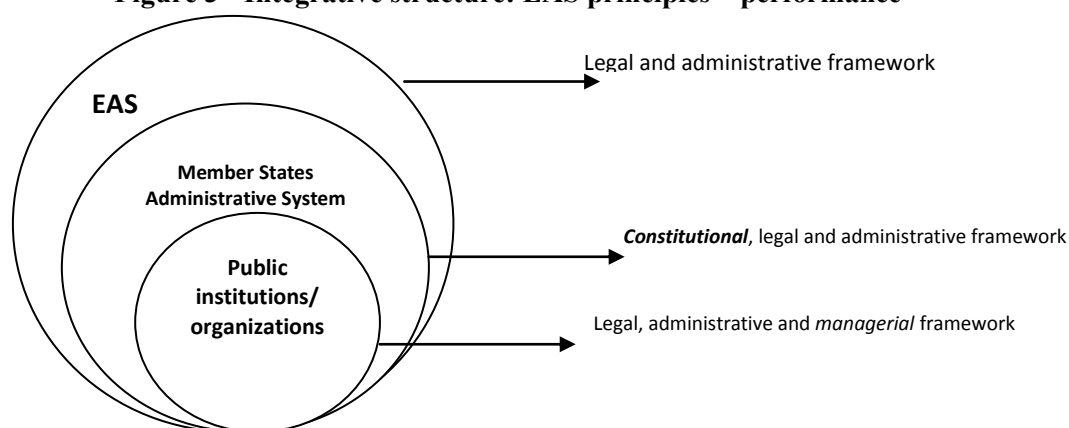 Figure 3 - Integrative structure: EAS principles – performance
Legal and administrative framework
EAS
Member States
Administrative System
Constitutional, legal and administrative framework
Public
institutions/
organizations
Legal, administrative and managerial framework